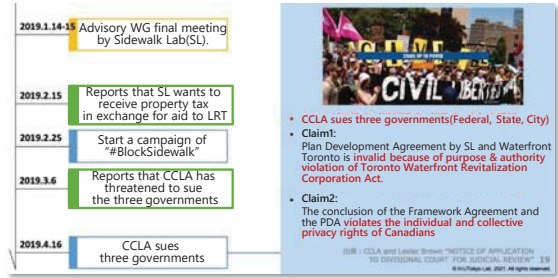 2019.1.14-15
Advisory WG final meeting
by Sidewalk Lab(SL).
2019.2.15
Reports that SL wants to
receive property tax
in exchange for aid to LRT
2019.2.25
Start a campaign of
"#BlockSidewalk"
2019.3.6
Reports that CCLA has
threatened to sue
the three governments
2019.4.16
CCLA sues
three governments
STAND UP TO POWER
CIVIL LIBERTIES
• CCLA sues three governments(Federal, State, City)
• Claim1:
Plan Development Agreement by SL and Waterfront
Toronto is invalid because of purpose & authority
violation of Toronto Waterfront Revitalization
Corporation Act.
• Claim2:
The conclusion of the Framework Agreement and
the PDA violates the individual and collective
privacy rights of Canadians
出典：CCLA and Lester Brown "NOTICE OF APPLICATION
TO DIVISIONAL COURT FOR JUDICIAL REVIEW" 19
Lab, 2021. All rights reserved.